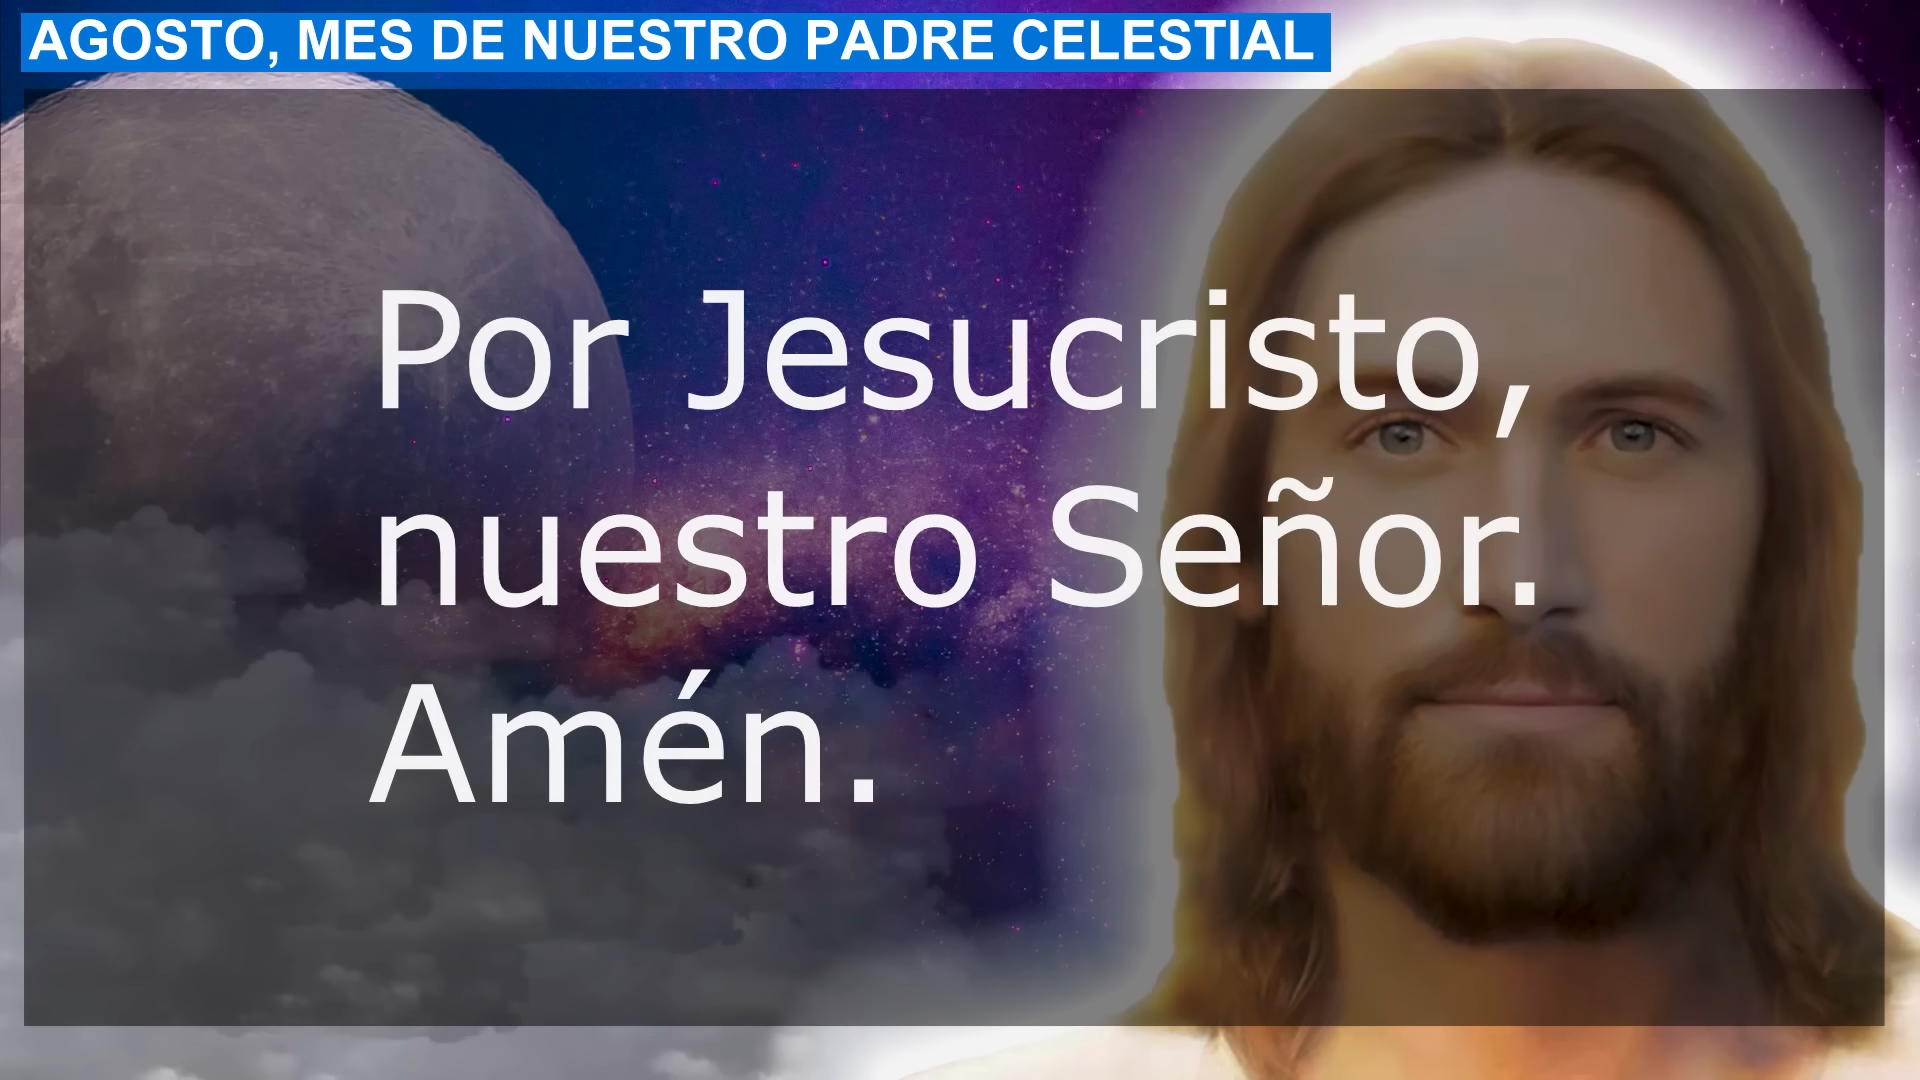 AGOSTO, MES DE NUESTRO PADRE CELESTIAL
Por Jesucristo,
nuestro Señor.
Amén.